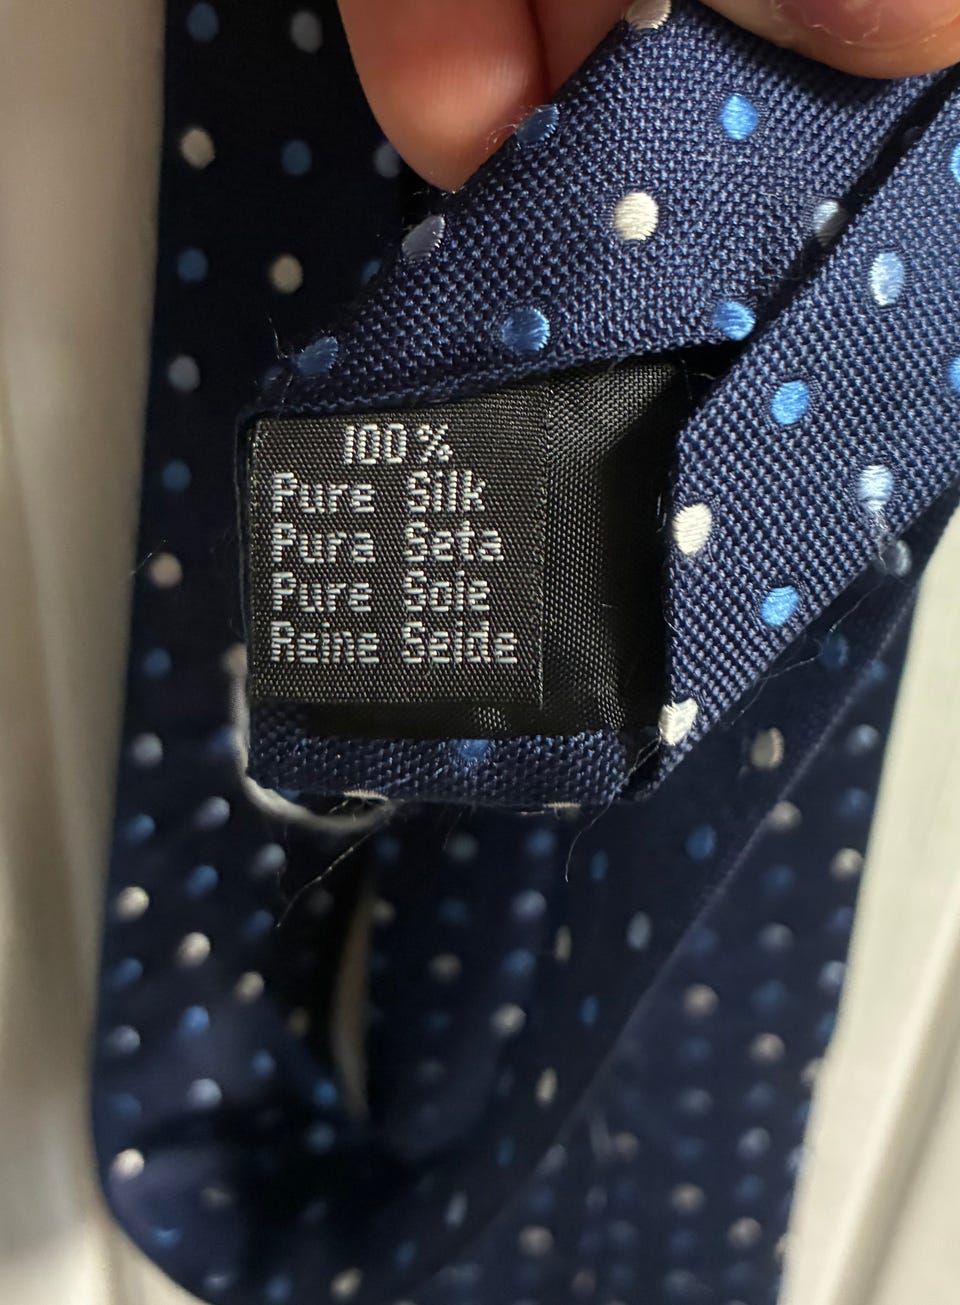 100%
Pure Silk
Pura Seta
Pure Soie
Reine Seide